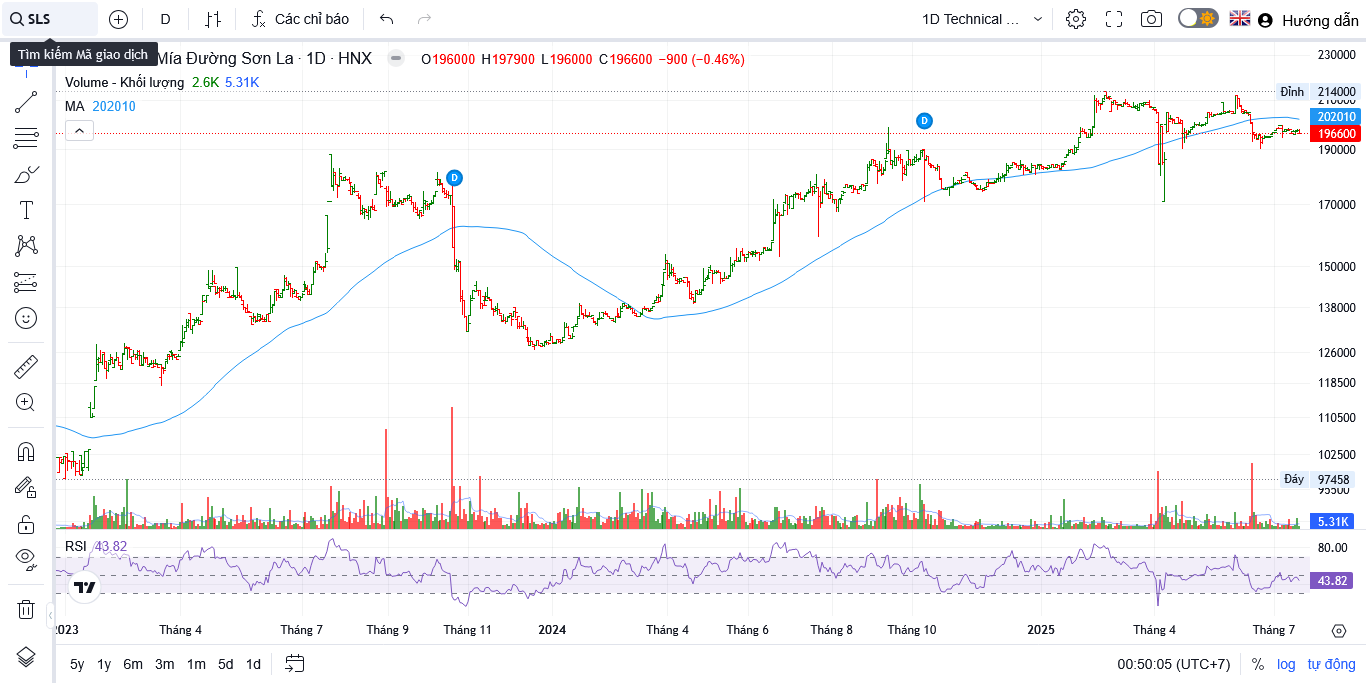 SLS
D
Các chỉ báo
1D Technical ...
Hướng dẫn
Tìm kiếm Mã giao dịch
Mía Đường Sơn La · 1D · HNX
O196000 H197900 L196000 C196600 −900 (−0.46%)
Volume - Khối lượng 2.6K 5.31K
MA 202010
D
D
230000
Đỉnh 214000
210000
202010
196600
190000
170000
150000
138000
126000
118500
110500
102500
Đáy 97458
95500
5.31K
RSI 43.82
80.00
43.82
2023
Tháng 4
Tháng 7
Tháng 9
Tháng 11
2024
Tháng 4
Tháng 6
Tháng 8
Tháng 10
2025
Tháng 4
Tháng 7
5y 1y 6m 3m 1m 5d 1d
00:50:05 (UTC+7)
% log tự động